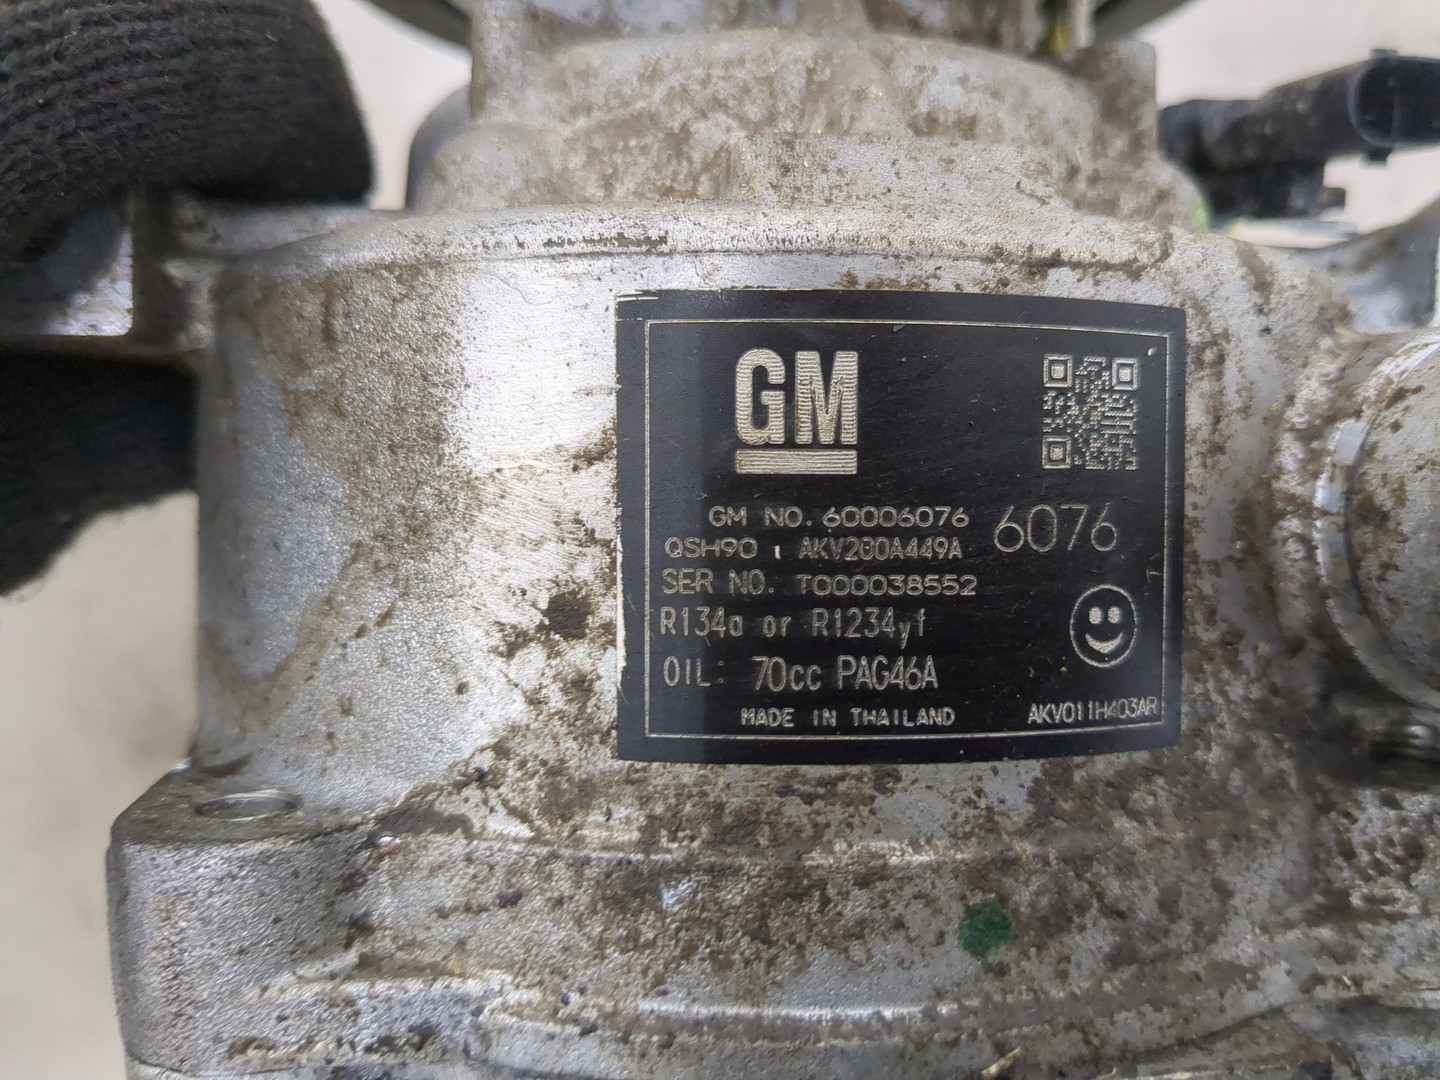 GM
GM NO. 60006076 6076
QSH90 AKV200A449A
SER NO. T000038552
R134a or R1234yf
OIL: 70cc PAG46A
MADE IN THAILAND AKV011H403AR